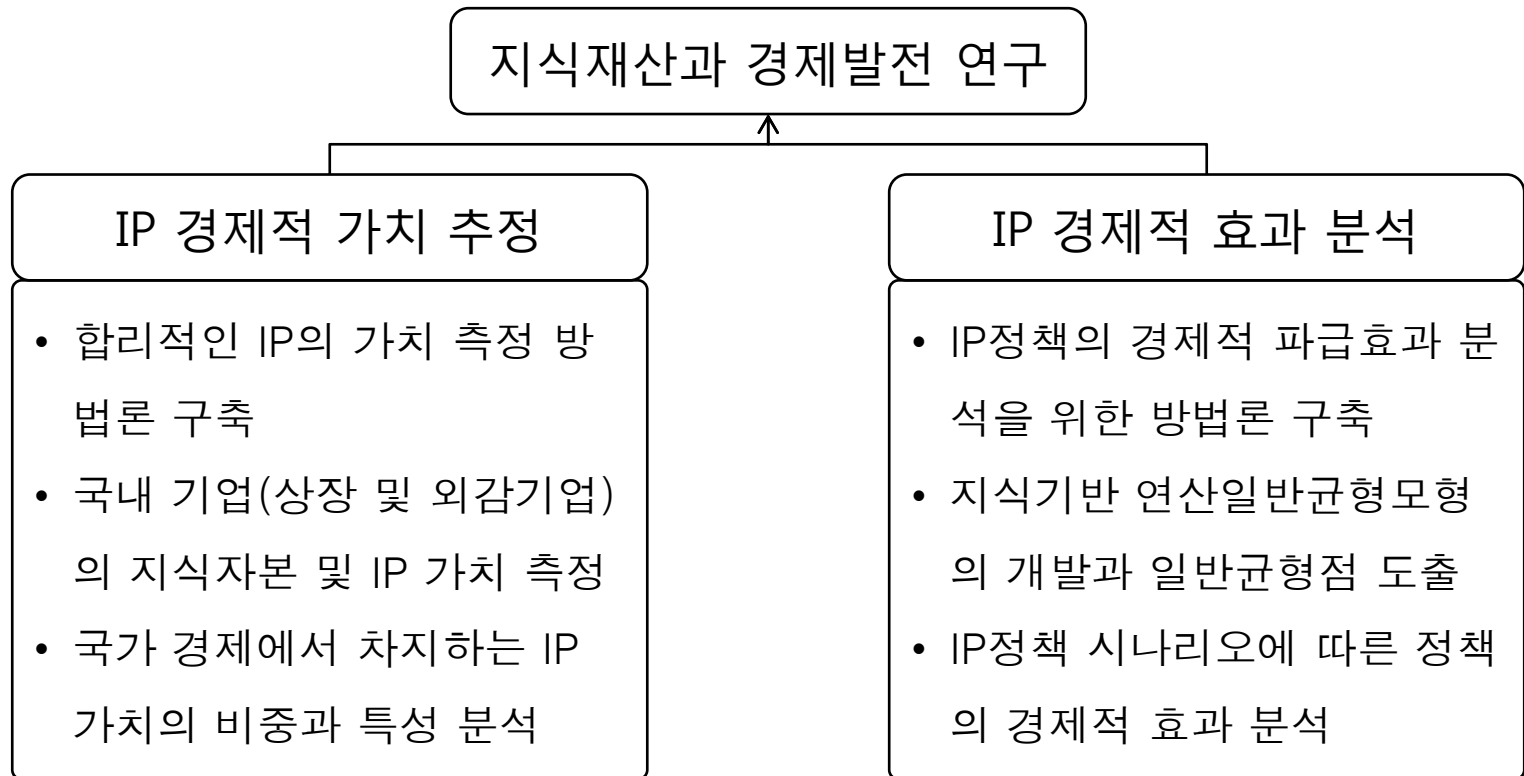 지식재산과 경제발전 연구
IP 경제적 가치 추정
• 합리적인 IP의 가치 측정 방
법론 구축
• 국내 기업(상장 및 외감기업)
의 지식자본 및 IP 가치 측정
• 국가 경제에서 차지하는 IP
가치의 비중과 특성 분석
IP 경제적 효과 분석
• IP정책의 경제적 파급효과 분
석을 위한 방법론 구축
• 지식기반 연산일반균형모형
의 개발과 일반균형점 도출
• IP정책 시나리오에 따른 정책
의 경제적 효과 분석